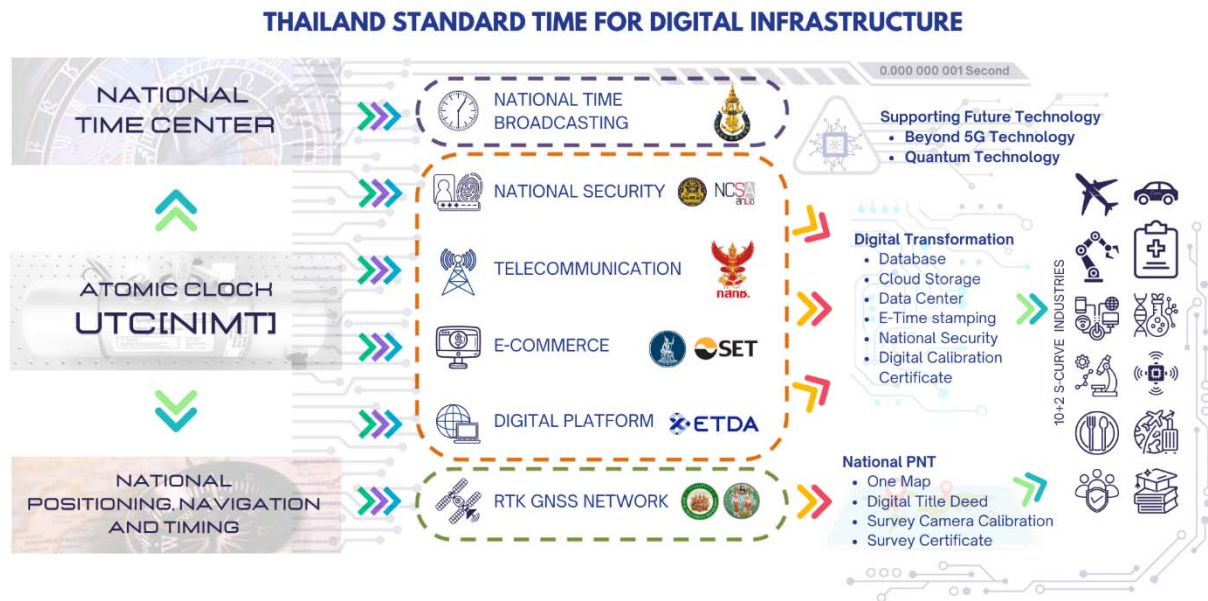 THAILAND STANDARD TIME FOR DIGITAL INFRASTRUCTURE
0.000 000 001 Second
NATIONAL
TIME CENTER
NATIONAL TIME
BROADCASTING
Supporting Future Technology
• Beyond 5G Technology
• Quantum Technology
NATIONAL SECURITY
NCSA
สกมช
ATOMIC CLOCK
UTC[NIMT]
TELECOMMUNICATION
กสทช.
E-COMMERCE
SET
DIGITAL PLATFORM
ETDA
Digital Transformation
• Database
• Cloud Storage
• Data Center
• E-Time stamping
• National Security
• Digital Calibration
Certificate
10+2 S-CURVE INDUSTRIES
NATIONAL
POSITIONING, NAVIGATION
AND TIMING
RTK GNSS NETWORK
National PNT
• One Map
• Digital Title Deed
• Survey Camera Calibration
• Survey Certificate